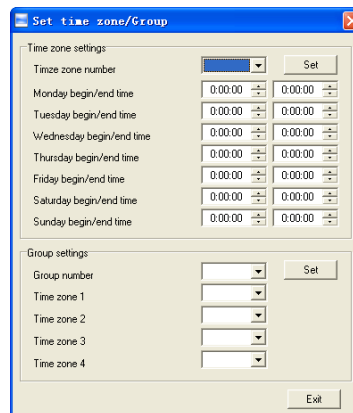 Set time zone/Group
Time zone settings
Timze zone number Set
Monday begin/end time 0:00:00 0:00:00
Tuesday begin/end time 0:00:00 0:00:00
Wednesday begin/end time 0:00:00 0:00:00
Thursday begin/end time 0:00:00 0:00:00
Friday begin/end time 0:00:00 0:00:00
Saturday begin/end time 0:00:00 0:00:00
Sunday begin/end time 0:00:00 0:00:00
Group settings
Group number Set
Time zone 1
Time zone 2
Time zone 3
Time zone 4
Exit